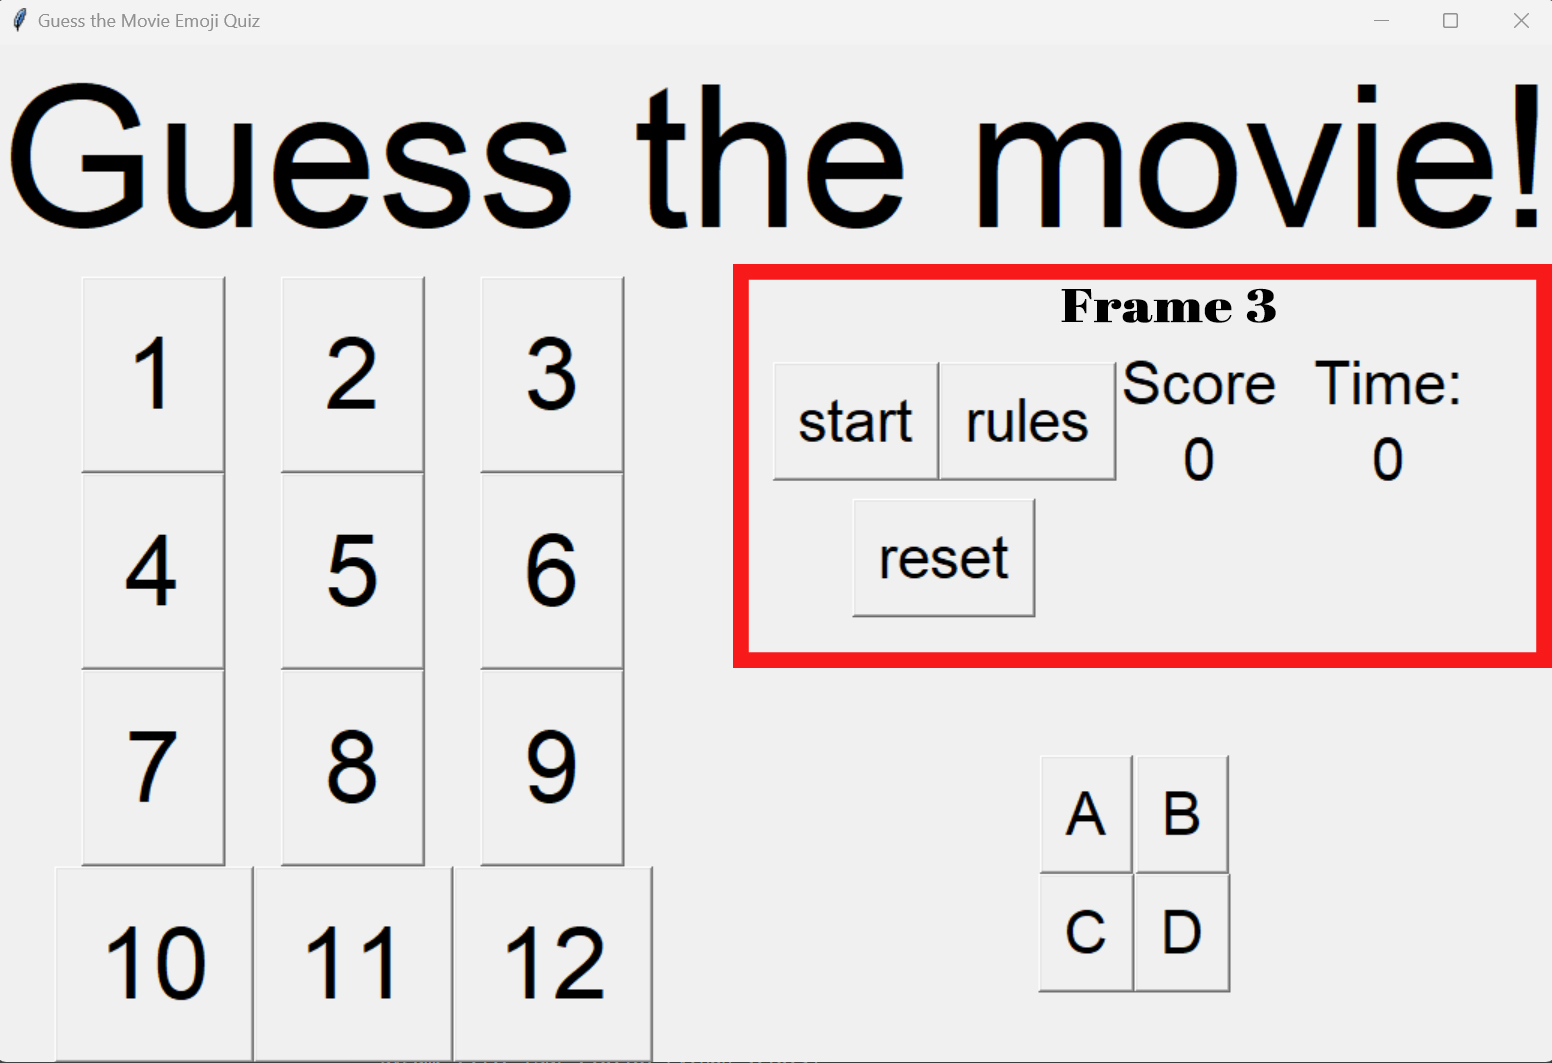 Guess the Movie Emoji Quiz
Guess the movie!
1 2 3
4 5 6
7 8 9
10 11 12
Frame 3
start rules Score Time:
0 0
reset
A B
C D